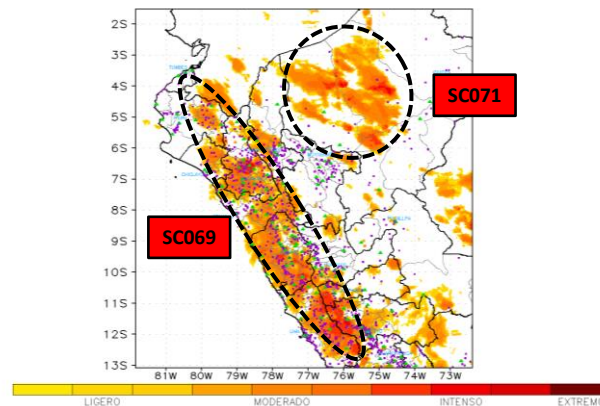 1S
2S
3S
4S
5S
6S
7S
8S
9S
10S
11S
12S
13S
SC071
SC069
81W 80W 79W 78W 77W 76W 75W 74W 73W
LIGERO MODERADO INTENSO EXTREMO